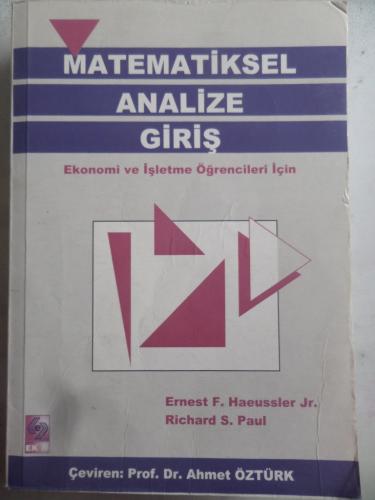 MATEMATİKSEL
ANALİZE
GİRİŞ
Ekonomi ve İşletme Öğrencileri İçin
Ernest F. Haeussler Jr.
Richard S. Paul
Çeviren: Prof. Dr. Ahmet ÖZTÜRK